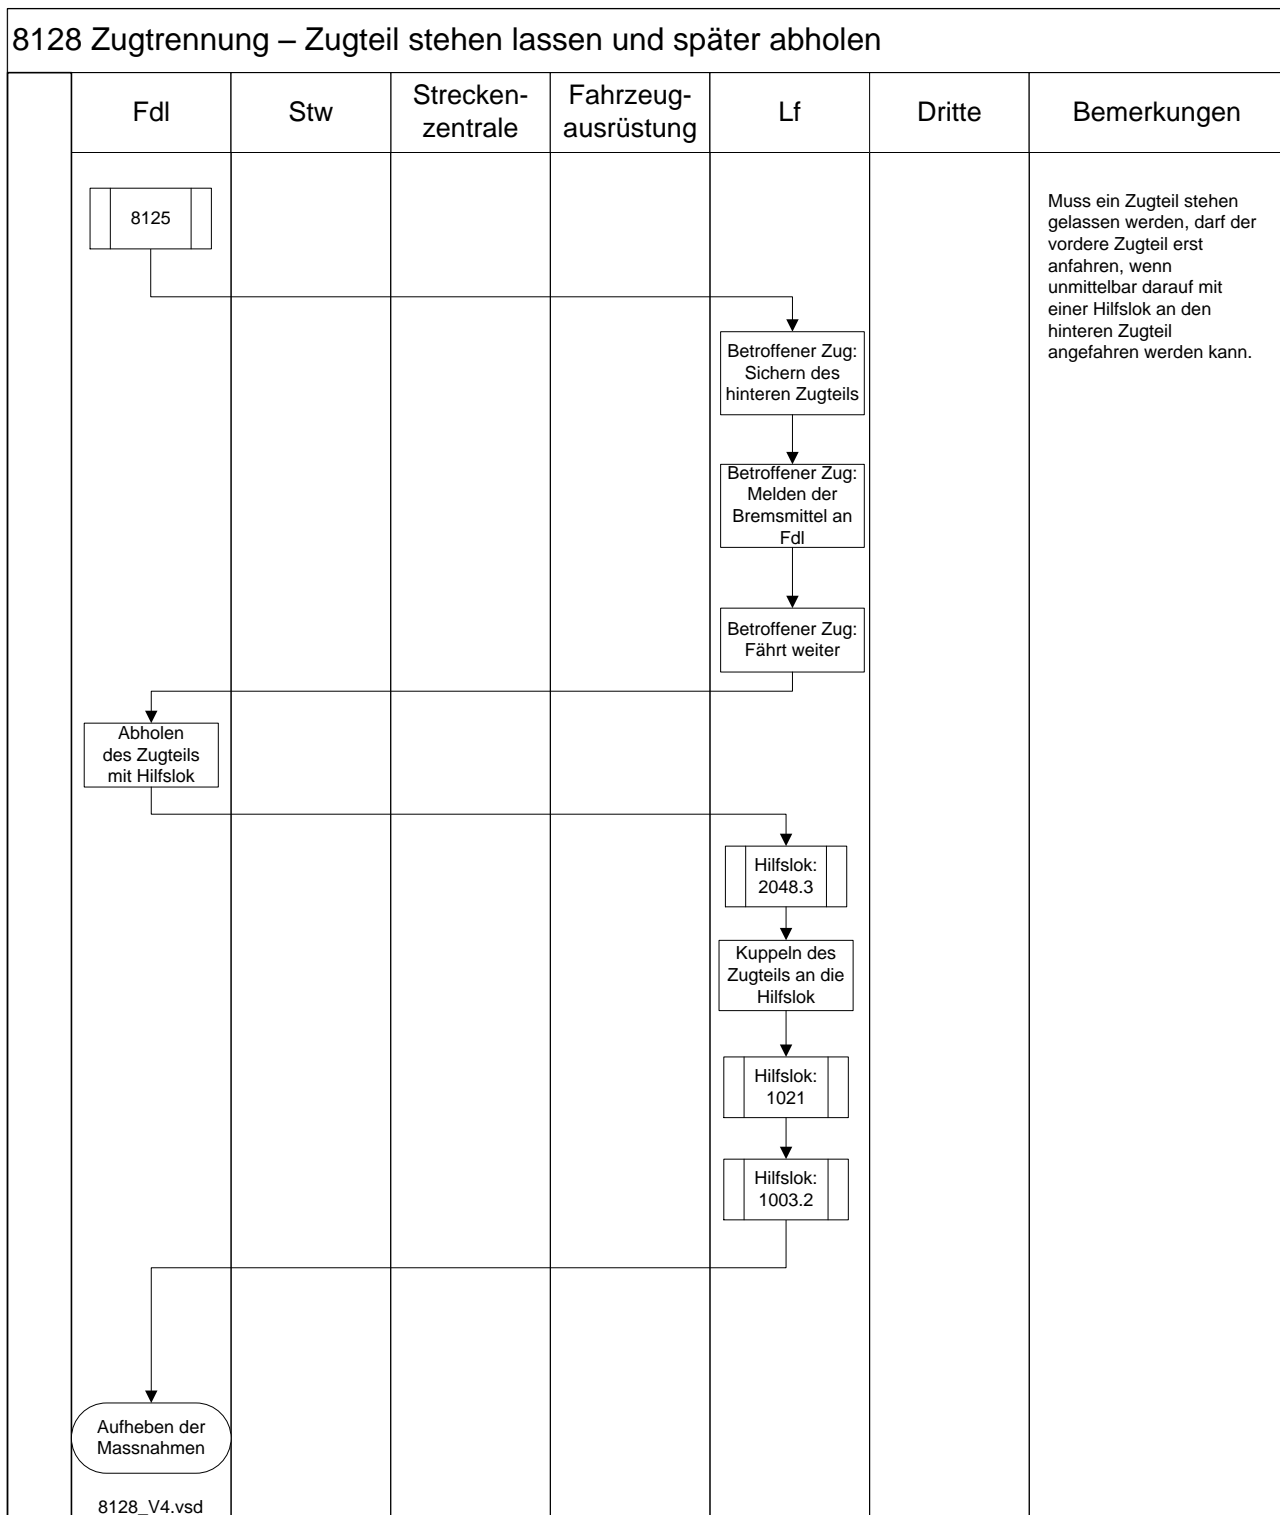 8128 Zugtrennung – Zugteil stehen lassen und später abholen
Fdl
Stw
Strecken-
zentrale
Fahrzeug-
ausrüstung
Lf
Dritte
Bemerkungen
8125
Muss ein Zugteil stehen
gelassen werden, darf der
vordere Zugteil erst
anfahren, wenn
unmittelbar darauf mit
einer Hilfslok an den
hinteren Zugteil
angefahren werden kann.
Betroffener Zug:
Sichern des
hinteren Zugteils
Betroffener Zug:
Melden der
Bremsmittel an
Fdl
Betroffener Zug:
Fährt weiter
Abholen
des Zugteils
mit Hilfslok
Hilfslok:
2048.3
Kuppeln des
Zugteils an die
Hilfslok
Hilfslok:
1021
Hilfslok:
1003.2
Aufheben der
Massnahmen
8128_V4.vsd